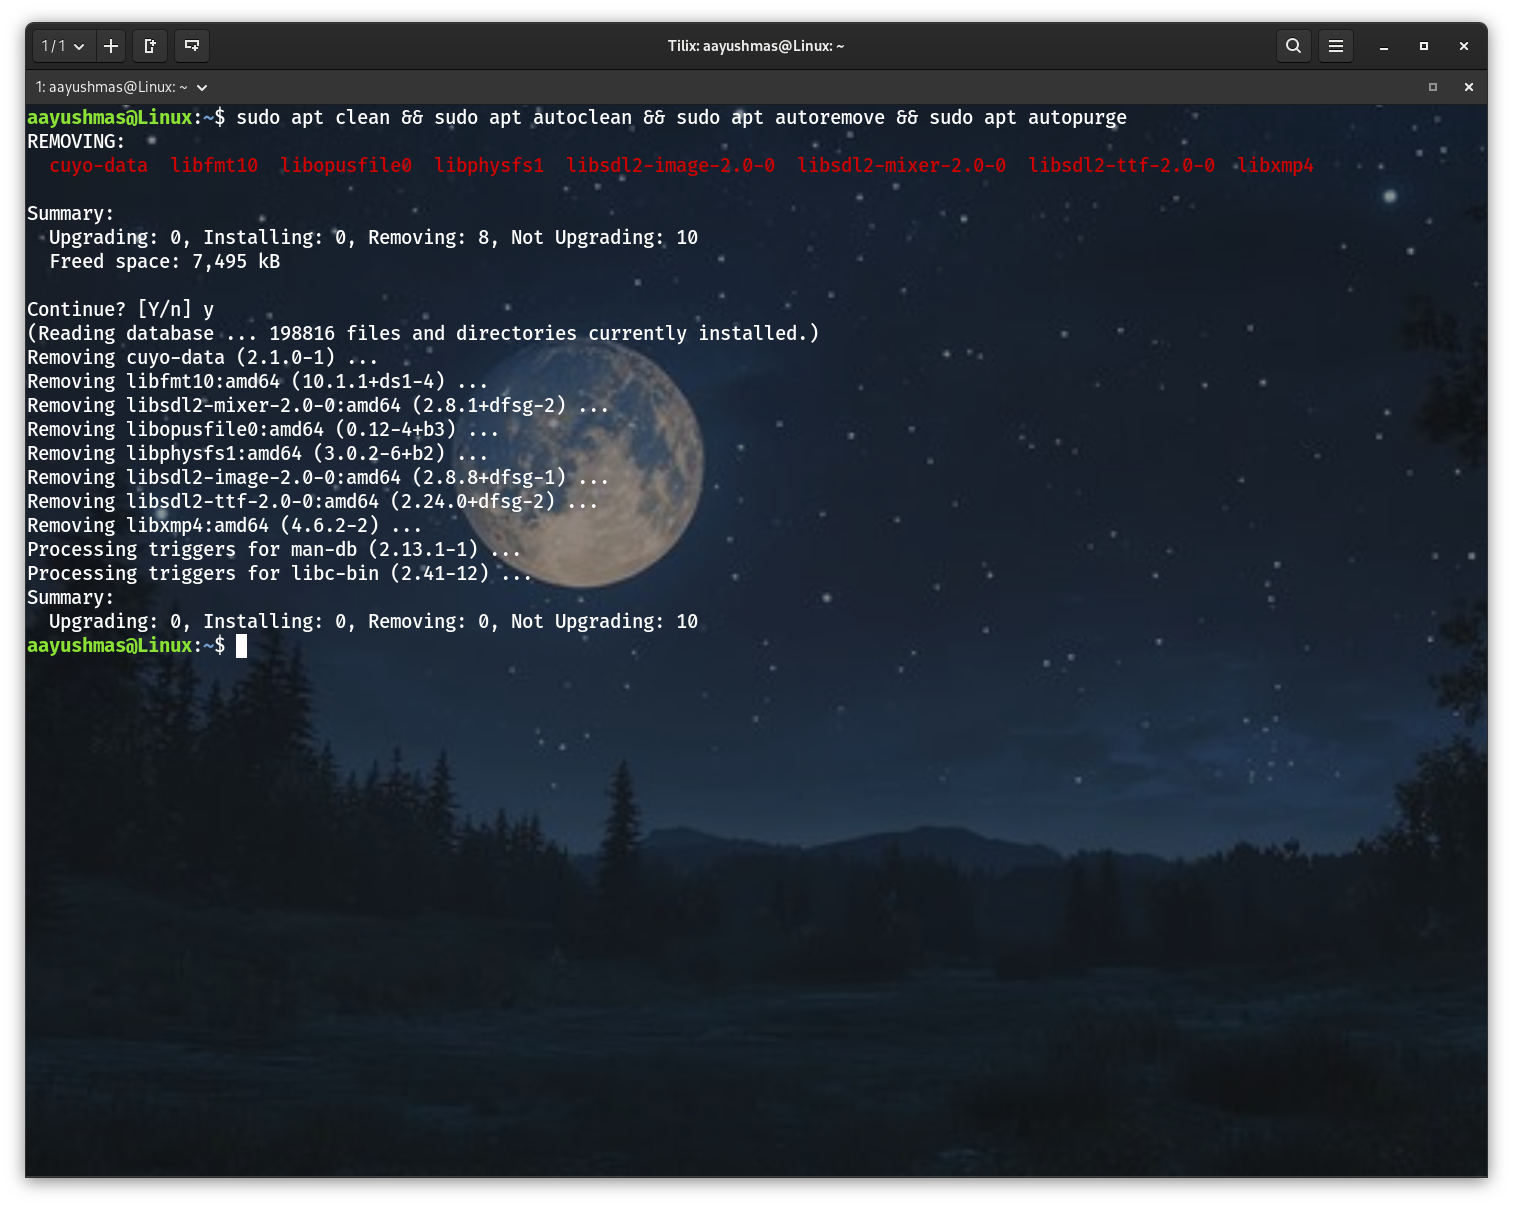 1 / 1
Tilix: aayushmas@Linux: ~
1: aayushmas@Linux: ~
aayushmas@Linux:~$ sudo apt clean && sudo apt autoclean && sudo apt autoremove && sudo apt autopurge
REMOVING:
  cuyo-data  libfmt10  libopusfile0  libphysfs1  libsdl2-image-2.0-0  libsdl2-mixer-2.0-0  libsdl2-ttf-2.0-0  libxmp4
Summary:
  Upgrading: 0, Installing: 0, Removing: 8, Not Upgrading: 10
  Freed space: 7,495 kB
Continue? [Y/n] y
(Reading database ... 198816 files and directories currently installed.)
Removing cuyo-data (2.1.0-1) ...
Removing libfmt10:amd64 (10.1.1+ds1-4) ...
Removing libsdl2-mixer-2.0-0:amd64 (2.8.1+dfsg-2) ...
Removing libopusfile0:amd64 (0.12-4+b3) ...
Removing libphysfs1:amd64 (3.0.2-6+b2) ...
Removing libsdl2-image-2.0-0:amd64 (2.8.8+dfsg-1) ...
Removing libsdl2-ttf-2.0-0:amd64 (2.24.0+dfsg-2) ...
Removing libxmp4:amd64 (4.6.2-2) ...
Processing triggers for man-db (2.13.1-1) ...
Processing triggers for libc-bin (2.41-12) ...
Summary:
  Upgrading: 0, Installing: 0, Removing: 0, Not Upgrading: 10
aayushmas@Linux:~$